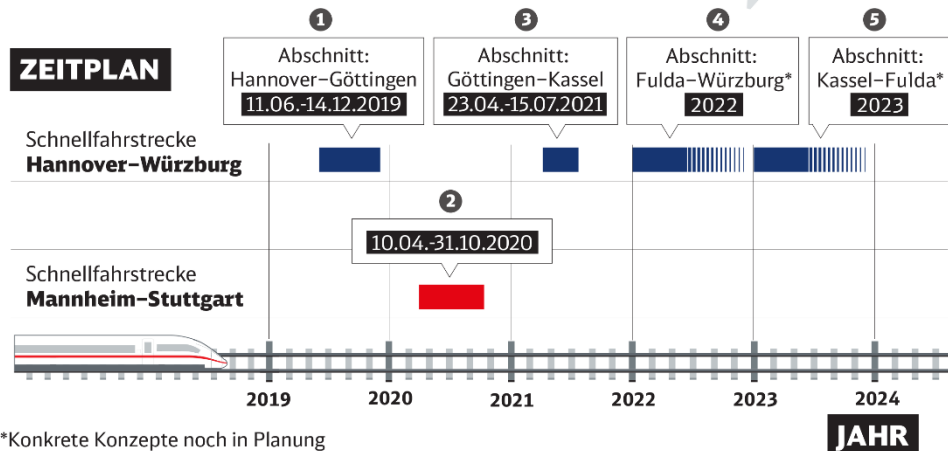 ZEITPLAN
1
Abschnitt:
Hannover–Göttingen
11.06.-14.12.2019
3
Abschnitt:
Göttingen–Kassel
23.04.-15.07.2021
4
Abschnitt:
Fulda–Würzburg*
2022
5
Abschnitt:
Kassel–Fulda*
2023
Schnellfahrstrecke
Hannover–Würzburg
2
10.04.-31.10.2020
Schnellfahrstrecke
Mannheim–Stuttgart
2019 2020 2021 2022 2023 2024
JAHR
*Konkrete Konzepte noch in Planung